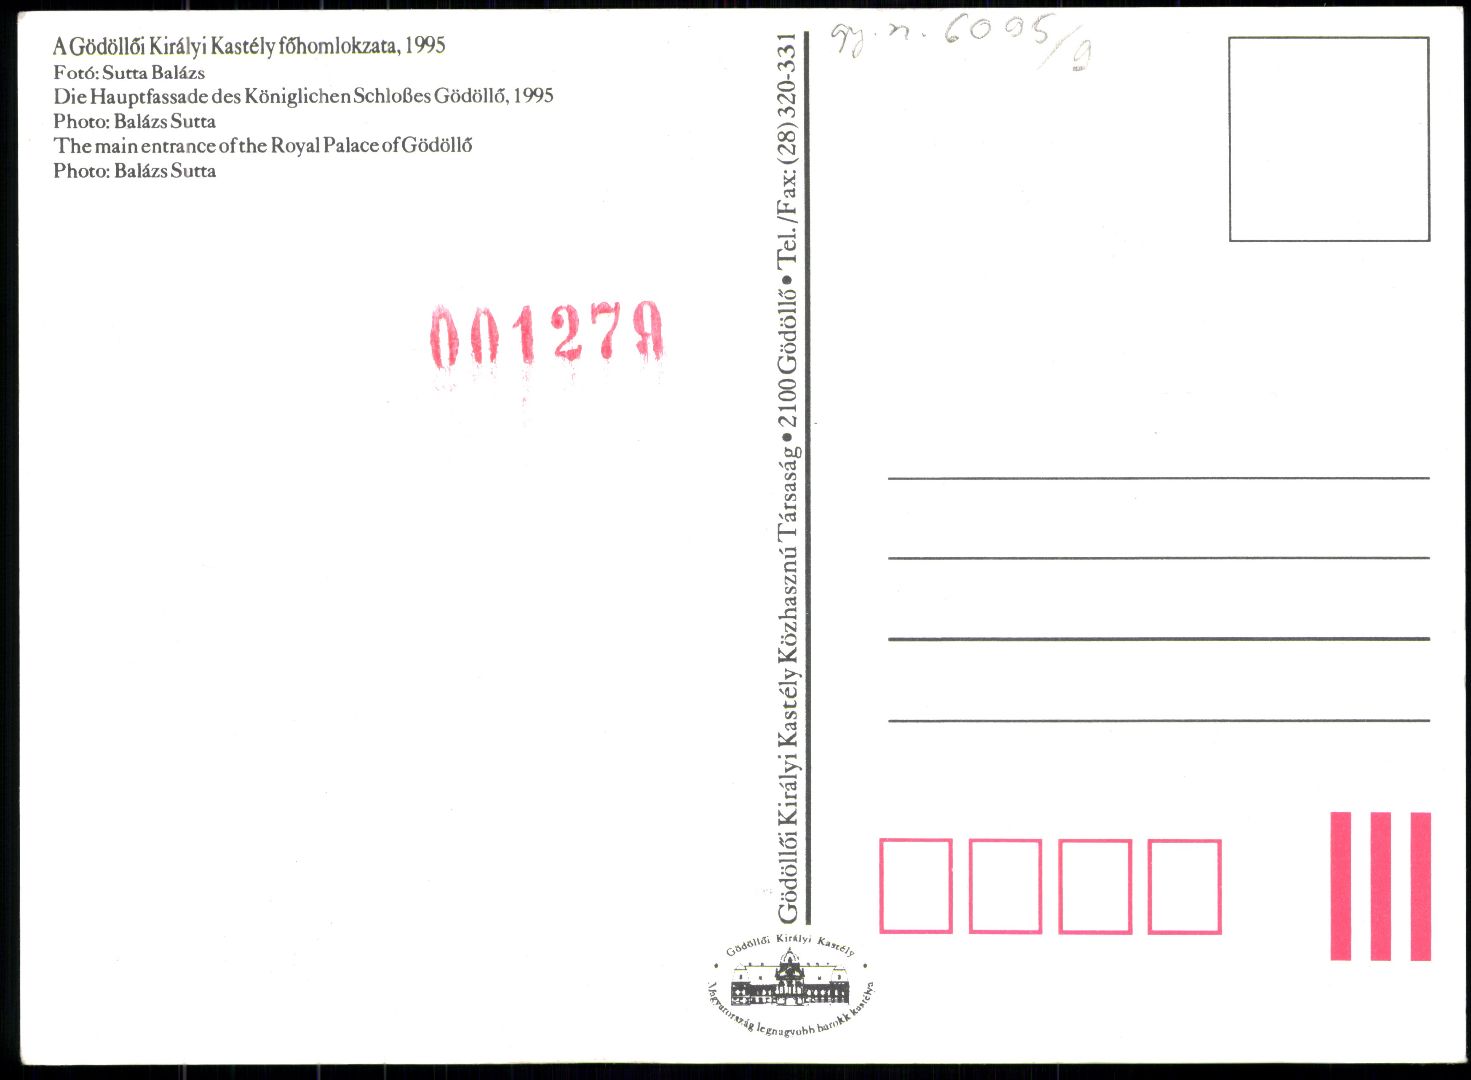 A Gödöllői Királyi Kastély főhomlokzata, 1995
Fotó: Sutta Balázs
Die Hauptfassade des Königlichen Schloßes Gödöllő, 1995
Photo: Balázs Sutta
The main entrance of the Royal Palace of Gödöllő
Photo: Balázs Sutta
001279
Gödöllői Királyi Kastély Közhasznú Társaság • 2100 Gödöllő • Tel./Fax: (28) 320-331
gy. n. 6095/9
Gödöllői Királyi Kastély
Magyarország legnagyobb barokk kastélya